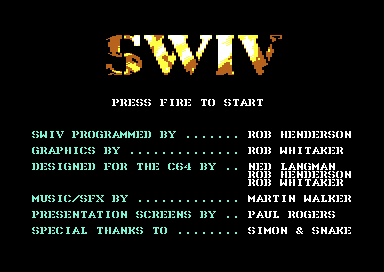 SWIV
PRESS FIRE TO START
SWIV PROGRAMMED BY ....... ROB HENDERSON
GRAPHICS BY .............. ROB WHITAKER
DESIGNED FOR THE C64 BY .. NED LANGMAN
ROB HENDERSON
ROB WHITAKER
MUSIC/SFX BY ............. MARTIN WALKER
PRESENTATION SCREENS BY .. PAUL ROGERS
SPECIAL THANKS TO ........ SIMON & SNAKE